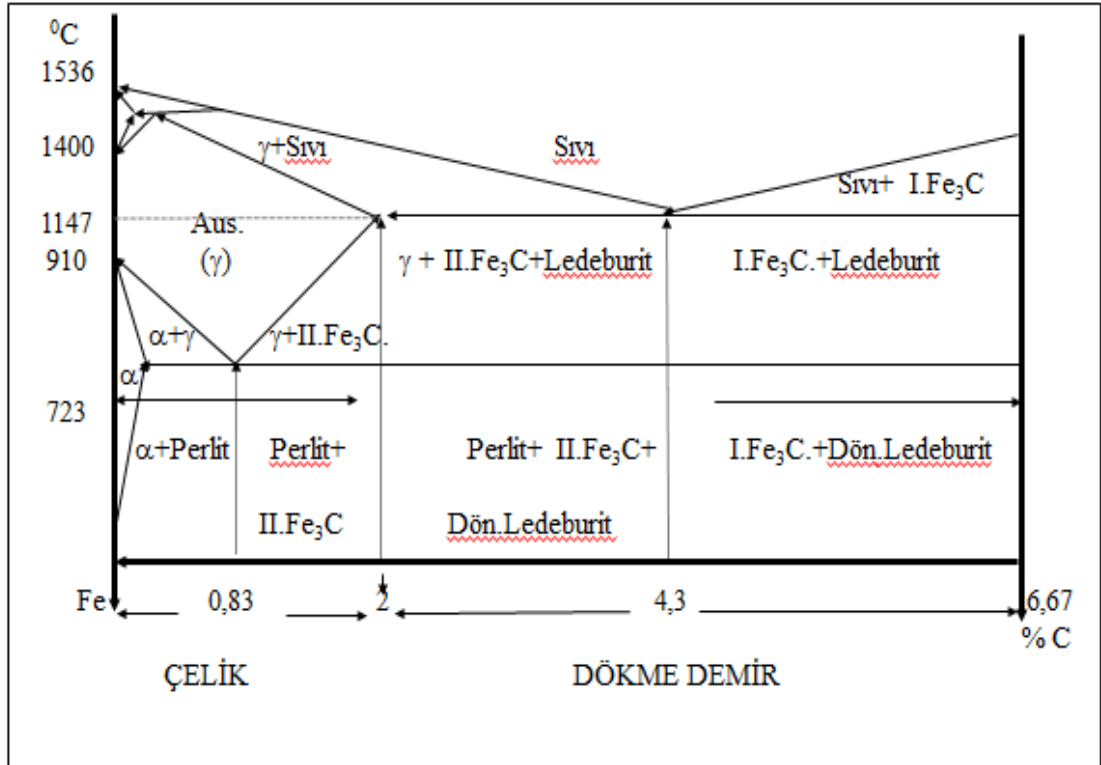 ⁰C
1536
1400
γ+Sıvı
Sıvı
Sıvı+ I.Fe₃C
1147
Aus.
(γ)
910
γ + II.Fe₃C+Ledeburit
I.Fe₃C.+Ledeburit
α+γ
γ+II.Fe₃C.
α
723
α+Perlit
Perlit+
II.Fe₃C
Perlit+ II.Fe₃C+
Dön.Ledeburit
I.Fe₃C.+Dön.Ledeburit
Fe
0,83
2
4,3
6,67
% C
ÇELİK
DÖKME DEMİR